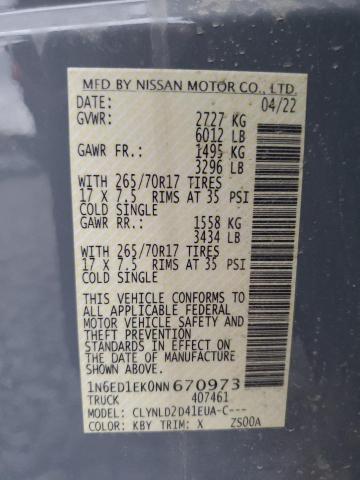 MFD BY NISSAN MOTOR CO., LTD.
DATE: 04/22
GVWR: 2727 KG
6012 LB
GAWR FR.: 1495 KG
3296 LB
WITH 265/70R17 TIRES
17 X 7.5 RIMS AT 35 PSI
COLD SINGLE
GAWR RR.: 1558 KG
3434 LB
WITH 265/70R17 TIRES
17 X 7.5 RIMS AT 35 PSI
COLD SINGLE
THIS VEHICLE CONFORMS TO
ALL APPLICABLE FEDERAL
MOTOR VEHICLE SAFETY
AND THEFT PREVENTION
STANDARDS IN EFFECT ON
THE DATE OF MANUFACTURE
SHOWN ABOVE.
1N6ED1EK0NN670973
TRUCK 407461
MODEL: CLYNLD2D41EUA-C---
COLOR: KBY TRIM: X ZS00A